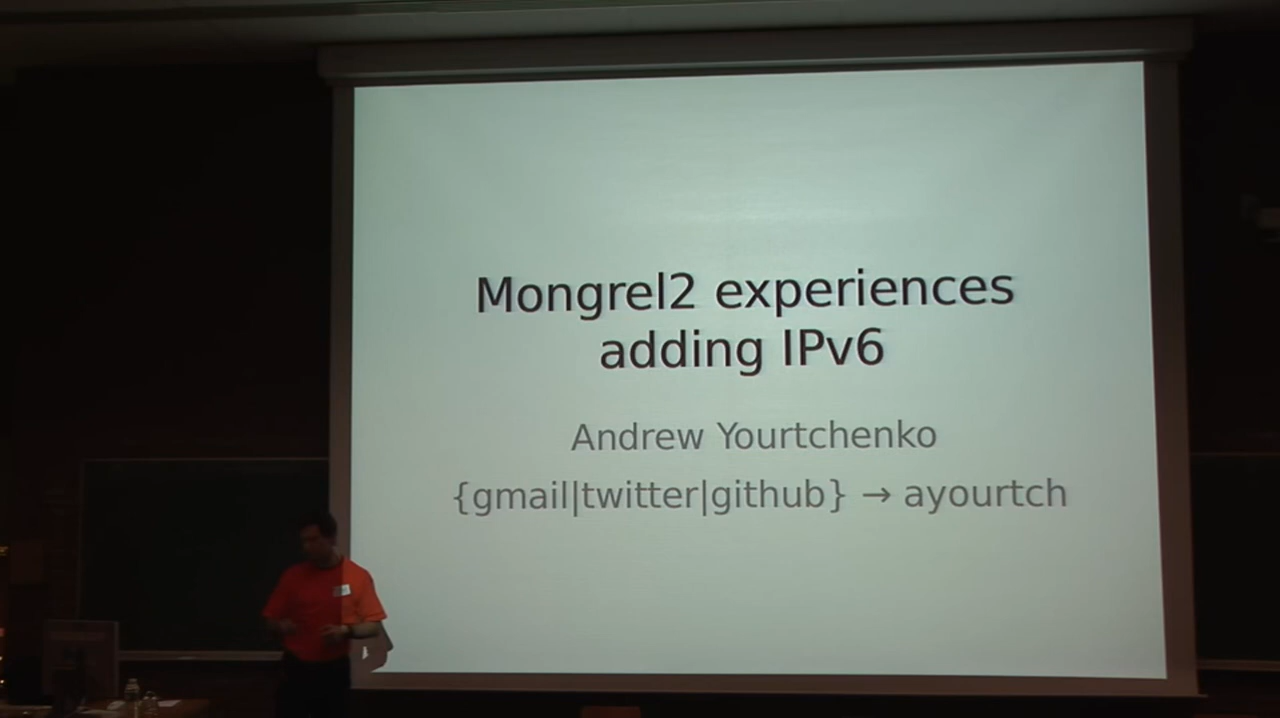 Mongrel2 experiences
adding IPv6
Andrew Yourtchenko
{gmail|twitter|github} → ayourtch